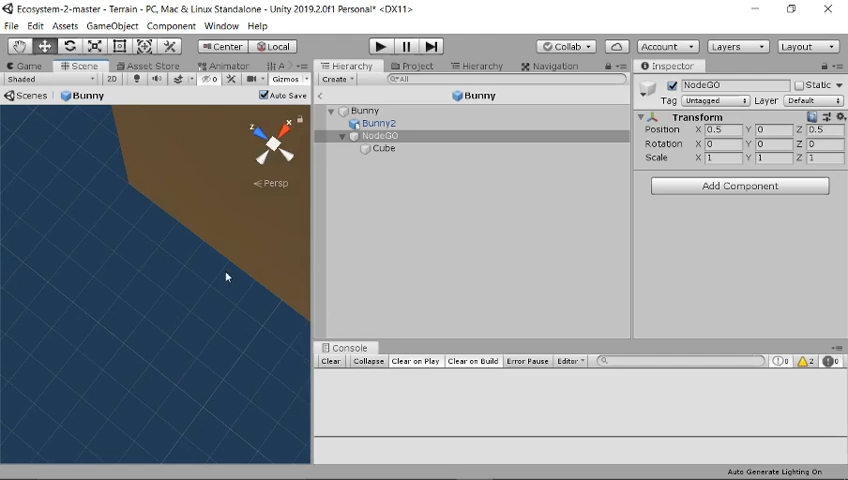 Ecosystem-2-master - Terrain - PC, Mac & Linux Standalone - Unity 2019.2.0f1 Personal* <DX11>
File Edit Assets GameObject Component Window Help
Center Local Collab Account Layers Layout
Game Scene Asset Store Animator A Hierarchy Project Hierarchy Navigation Inspector
Shaded 2D 0 Gizmos Create All NodeGO Static
Scenes Bunny Auto Save Bunny Tag Untagged Layer Default
Bunny Transform
Bunny2 Position X 0.5 Y 0 Z 0.5
NodeGO Rotation X 0 Y 0 Z 0
Cube Scale X 1 Y 1 Z 1
z x
Persp Add Component
Console
Clear Collapse Clear on Play Clear on Build Error Pause Editor 0 2 0
Auto Generate Lighting On